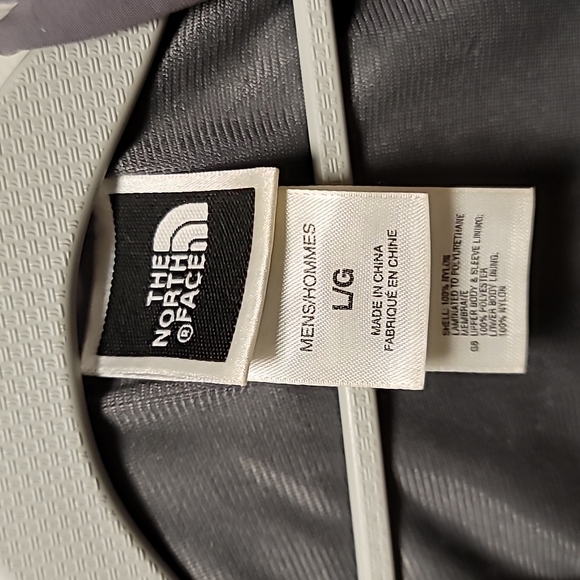 THE
NORTH
FACE
®
MENS/HOMMES
L/G
MADE IN CHINA
FABRIQUÉ EN CHINE
SHELL: 100% NYLON
LAMINATED TO POLYURETHANE
MEMBRANE
UPPER BODY & SLEEVE LINING:
100% POLYESTER
LOWER BODY LINING:
100% NYLON